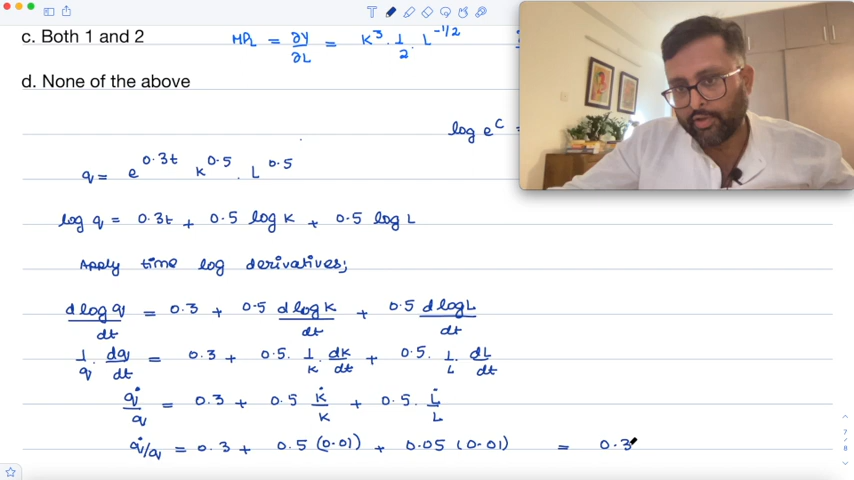 c. Both 1 and 2
MPL = ∂Y/∂L = K^3 · 1/2 · L^-1/2
d. None of the above
log e^C =
q = e^0.3t K^0.5 . L^0.5
log q = 0.3t + 0.5 log K + 0.5 log L
Apply time log derivatives;
d log q/dt = 0.3 + 0.5 d log K/dt + 0.5 d log L/dt
1/q . dq/dt = 0.3 + 0.5. 1/K . dK/dt + 0.5. 1/L . dL/dt
q̇/q = 0.3 + 0.5 K̇/K + 0.5. L̇/L
q̇/q = 0.3 + 0.5 (0.01) + 0.05 (0.01) = 0.3
7
8